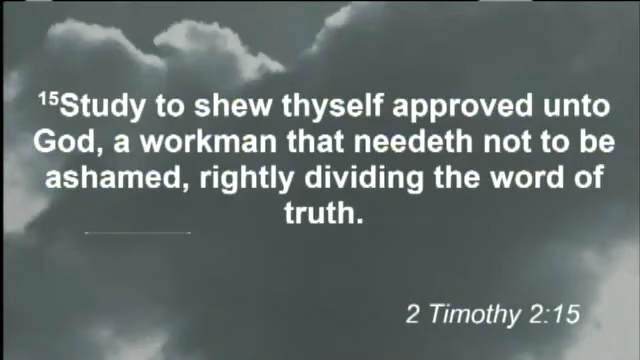 15Study to shew thyself approved unto
God, a workman that needeth not to be
ashamed, rightly dividing the word of
truth.
2 Timothy 2:15